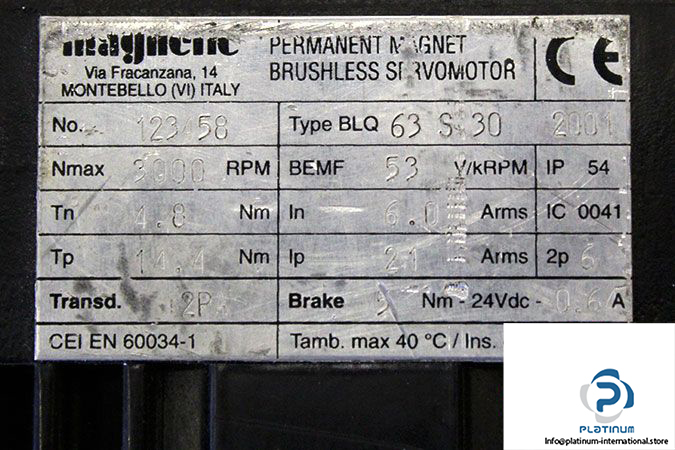 magnetic
Via Fracanzana, 14
MONTEBELLO (VI) ITALY
PERMANENT MAGNET
BRUSHLESS SERVOMOTOR
CE
No. 123458
Type BLQ 63 S 30 2001
Nmax 3000 RPM
BEMF 53 V/kRPM
IP 54
Tn 4.8 Nm
In 6.0 Arms
IC 0041
Tp 14.4 Nm
Ip 21 Arms
2p 6
Transd. 2P
Brake Nm - 24Vdc - 0.6 A
CEI EN 60034-1
Tamb. max 40 °C / Ins.
PLATINUM
Info@platinum-international.store